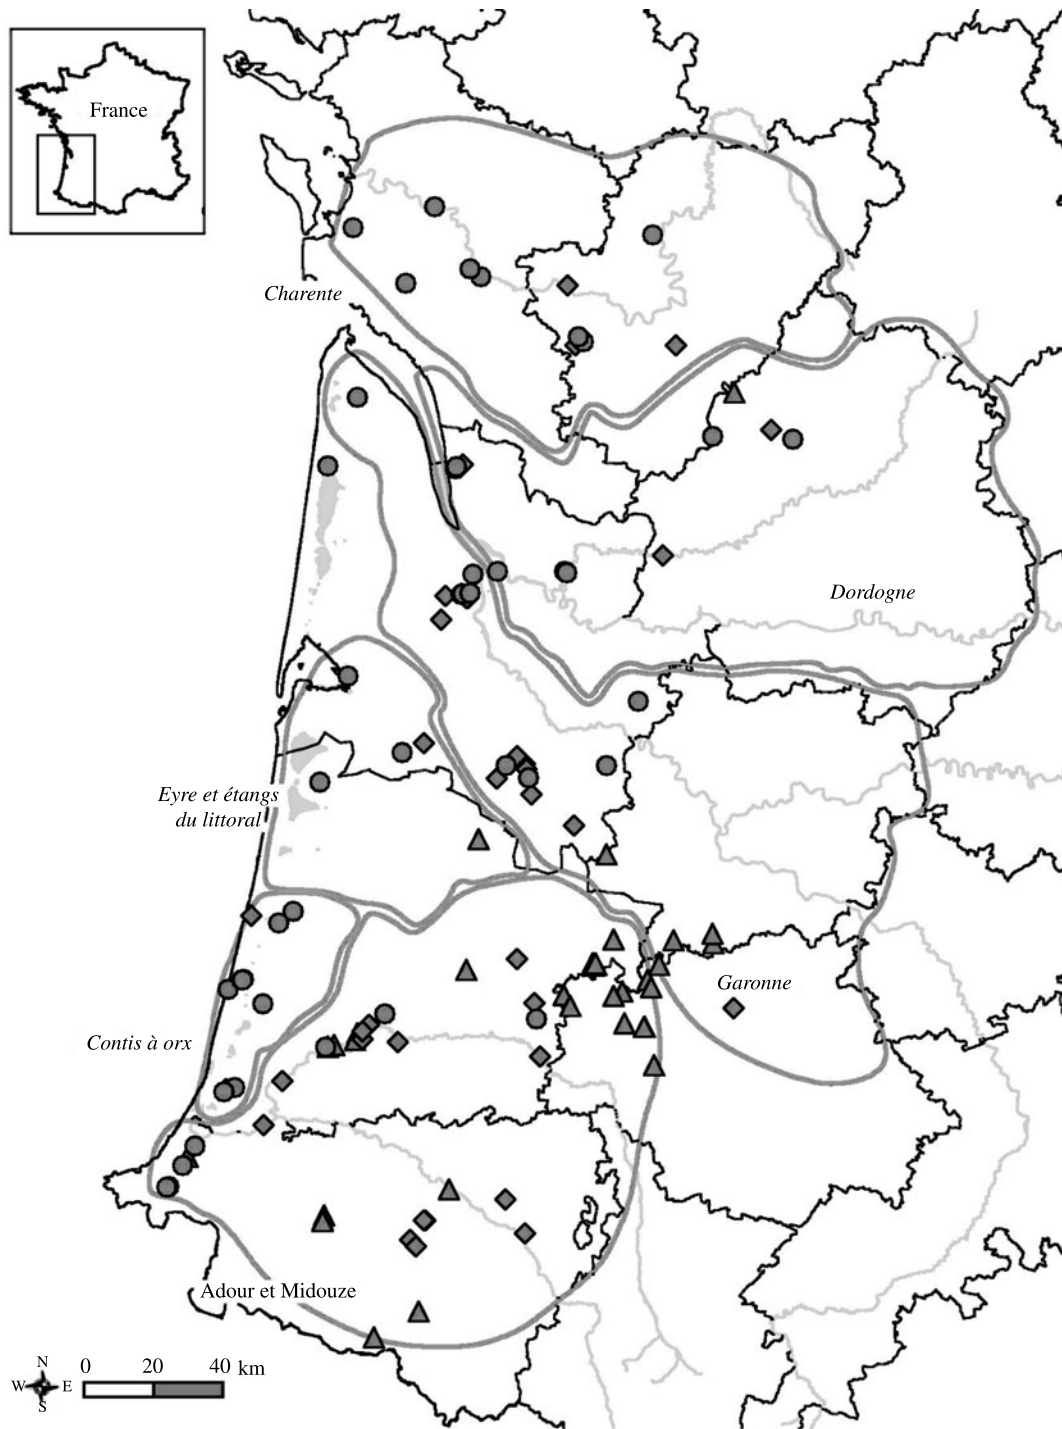 France
Charente
Dordogne
Eyre et étangs
du littoral
Garonne
Contis à orx
Adour et Midouze
0 20 40 km
N
W E
S